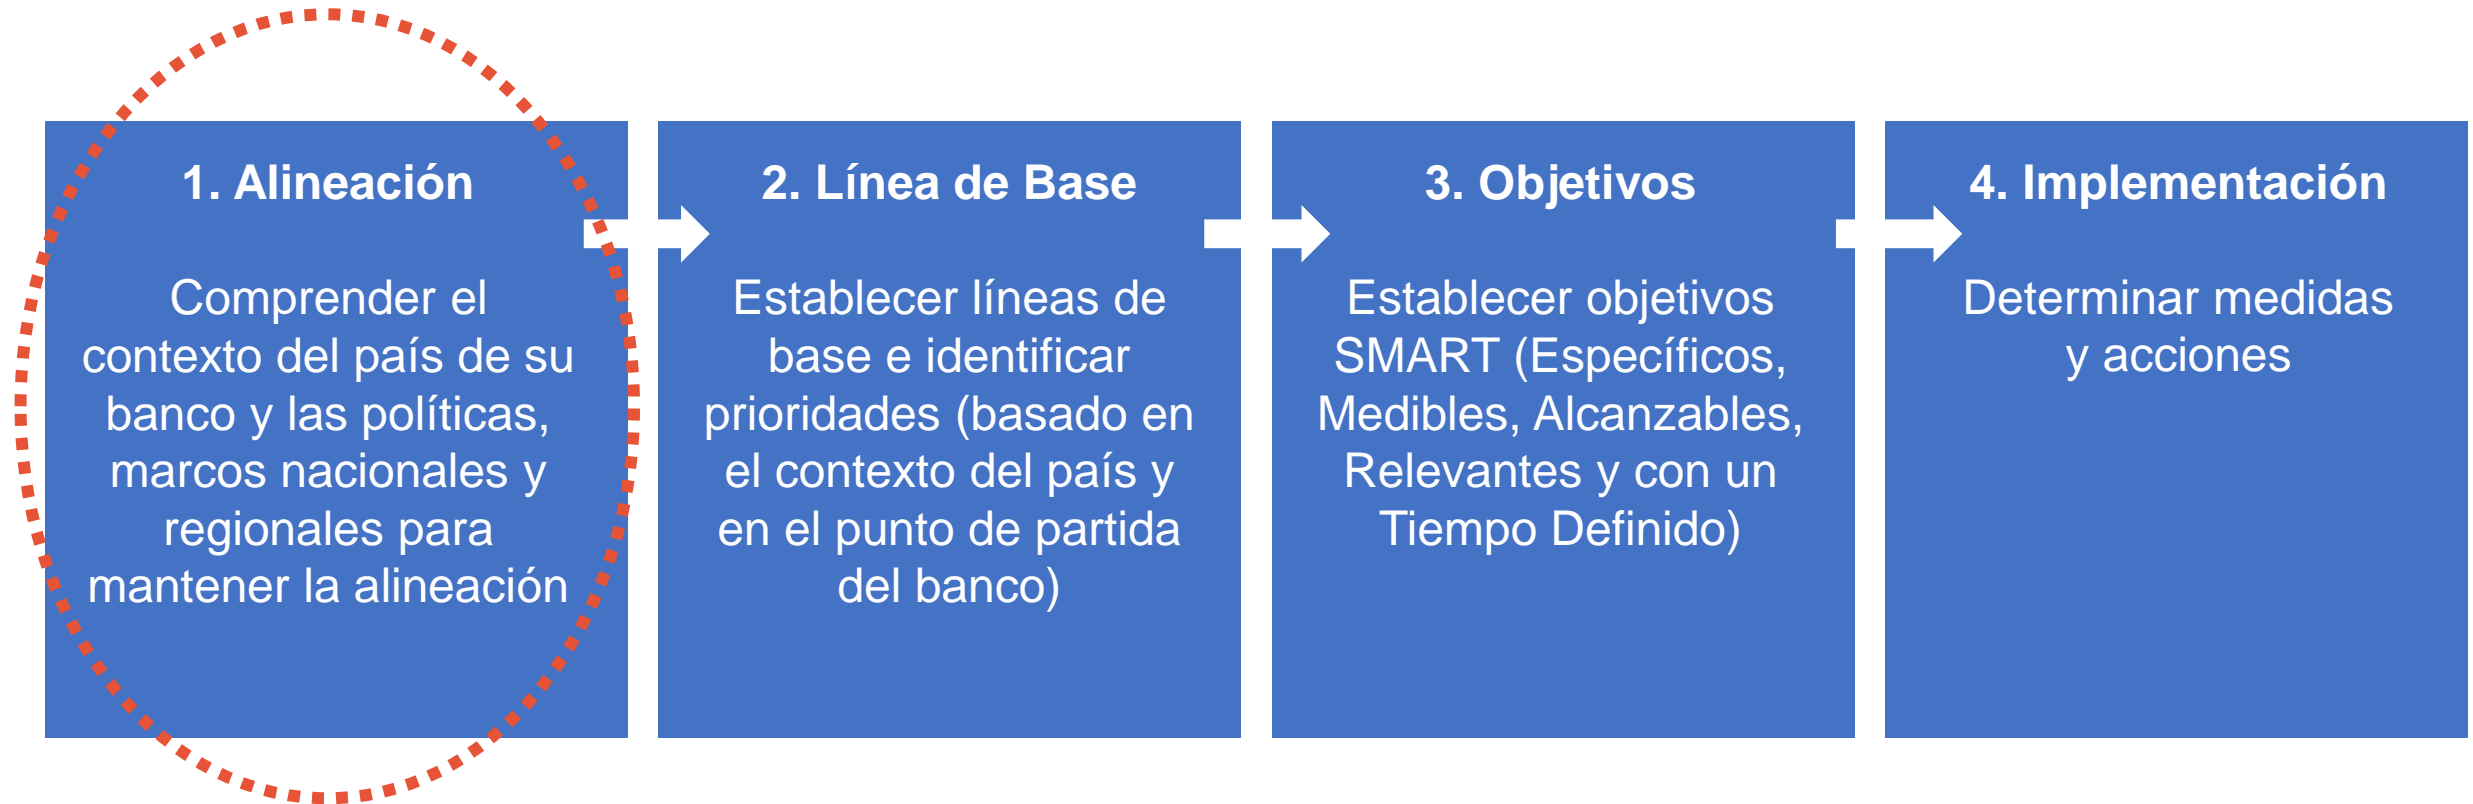 1. Alineación
Comprender el
contexto del país de su
banco y las políticas,
marcos nacionales y
regionales para
mantener la alineación
2. Línea de Base
Establecer líneas de
base e identificar
prioridades (basado en
el contexto del país y
en el punto de partida
del banco)
3. Objetivos
Establecer objetivos
SMART (Específicos,
Medibles, Alcanzables,
Relevantes y con un
Tiempo Definido)
4. Implementación
Determinar medidas
y acciones